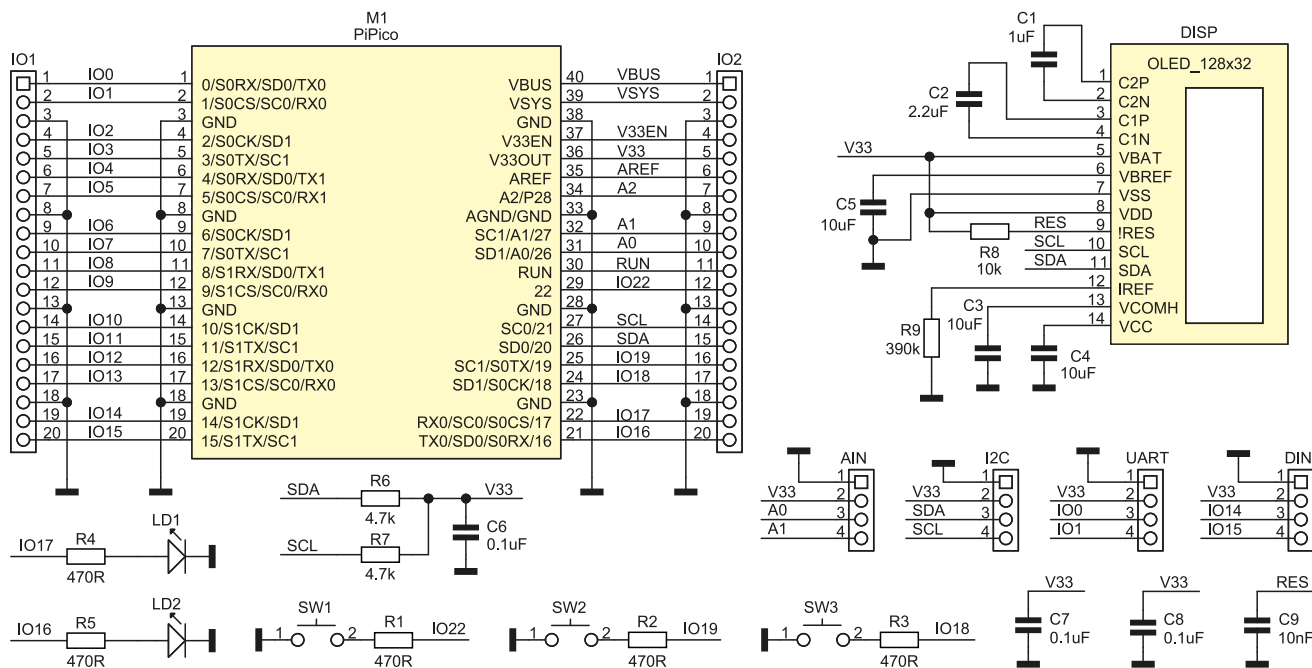 M1
PiPico
IO1
IO2
1 IO0 1 0/S0RX/SD0/TX0 VBUS 40 VBUS 1
2 IO1 2 1/S0CS/SC0/RX0 VSYS 39 VSYS 2
3 3 GND GND 38 3
4 IO2 4 2/S0CK/SD1 V33EN 37 V33EN 4
5 IO3 5 3/S0TX/SC1 V33OUT 36 V33 5
6 IO4 6 4/S0RX/SD0/TX1 AREF 35 AREF 6
7 IO5 7 5/S0CS/SC0/RX1 A2/P28 34 A2 7
8 8 GND AGND/GND 33 8
9 IO6 9 6/S0CK/SD1 SC1/A1/27 32 A1 9
10 IO7 10 7/S0TX/SC1 SD1/A0/26 31 A0 10
11 IO8 11 8/S1RX/SD0/TX1 RUN 30 RUN 11
12 IO9 12 9/S1CS/SC0/RX0 22 29 IO22 12
13 13 GND GND 28 13
14 IO10 14 10/S1CK/SD1 SC0/21 27 SCL 14
15 IO11 15 11/S1TX/SC1 SD0/20 26 SDA 15
16 IO12 16 12/S1RX/SD0/TX0 SC1/S0TX/19 25 IO19 16
17 IO13 17 13/S1CS/SC0/RX0 SD1/S0CK/18 24 IO18 17
18 18 GND GND 23 18
19 IO14 19 14/S1CK/SD1 RX0/SC0/S0CS/17 22 IO17 19
20 IO15 20 15/S1TX/SC1 TX0/SD0/S0RX/16 21 IO16 20
C1
1uF
C2
2.2uF
DISP
OLED_128x32
1 C2P
2 C2N
3 C1P
4 C1N
V33 5 VBAT
6 VBREF
7 VSS
8 VDD
RES 9 !RES
SCL 10 SCL
SDA 11 SDA
12 IREF
13 VCOMH
14 VCC
C5
10uF
R8
10k
R9
390k
C3
10uF
C4
10uF
SDA R6 V33
4.7k
SCL R7
4.7k
C6
0.1uF
AIN
1
V33 2
A0 3
A1 4
I2C
1
V33 2
SDA 3
SCL 4
UART
1
V33 2
IO0 3
IO1 4
DIN
1
V33 2
IO14 3
IO15 4
IO17 R4 LD1
470R
IO16 R5 LD2
470R
SW1
1 2 R1 IO22
470R
SW2
1 2 R2 IO19
470R
SW3
1 2 R3 IO18
470R
V33
C7
0.1uF
V33
C8
0.1uF
RES
C9
10nF